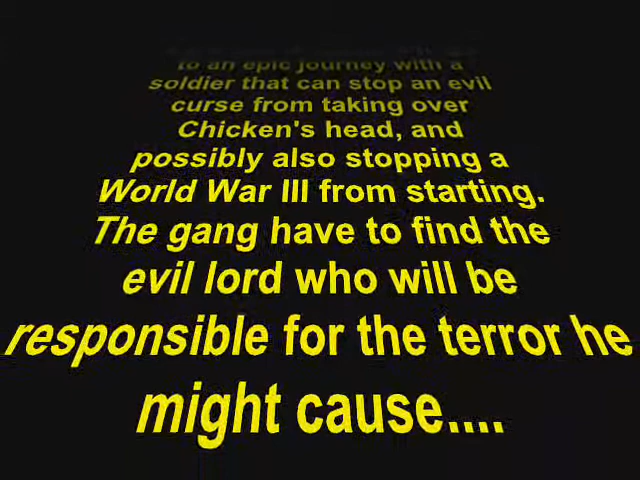 to an epic journey with a
soldier that can stop an evil
curse from taking over
Chicken's head, and
possibly also stopping a
World War III from starting.
The gang have to find the
evil lord who will be
responsible for the terror he
might cause....